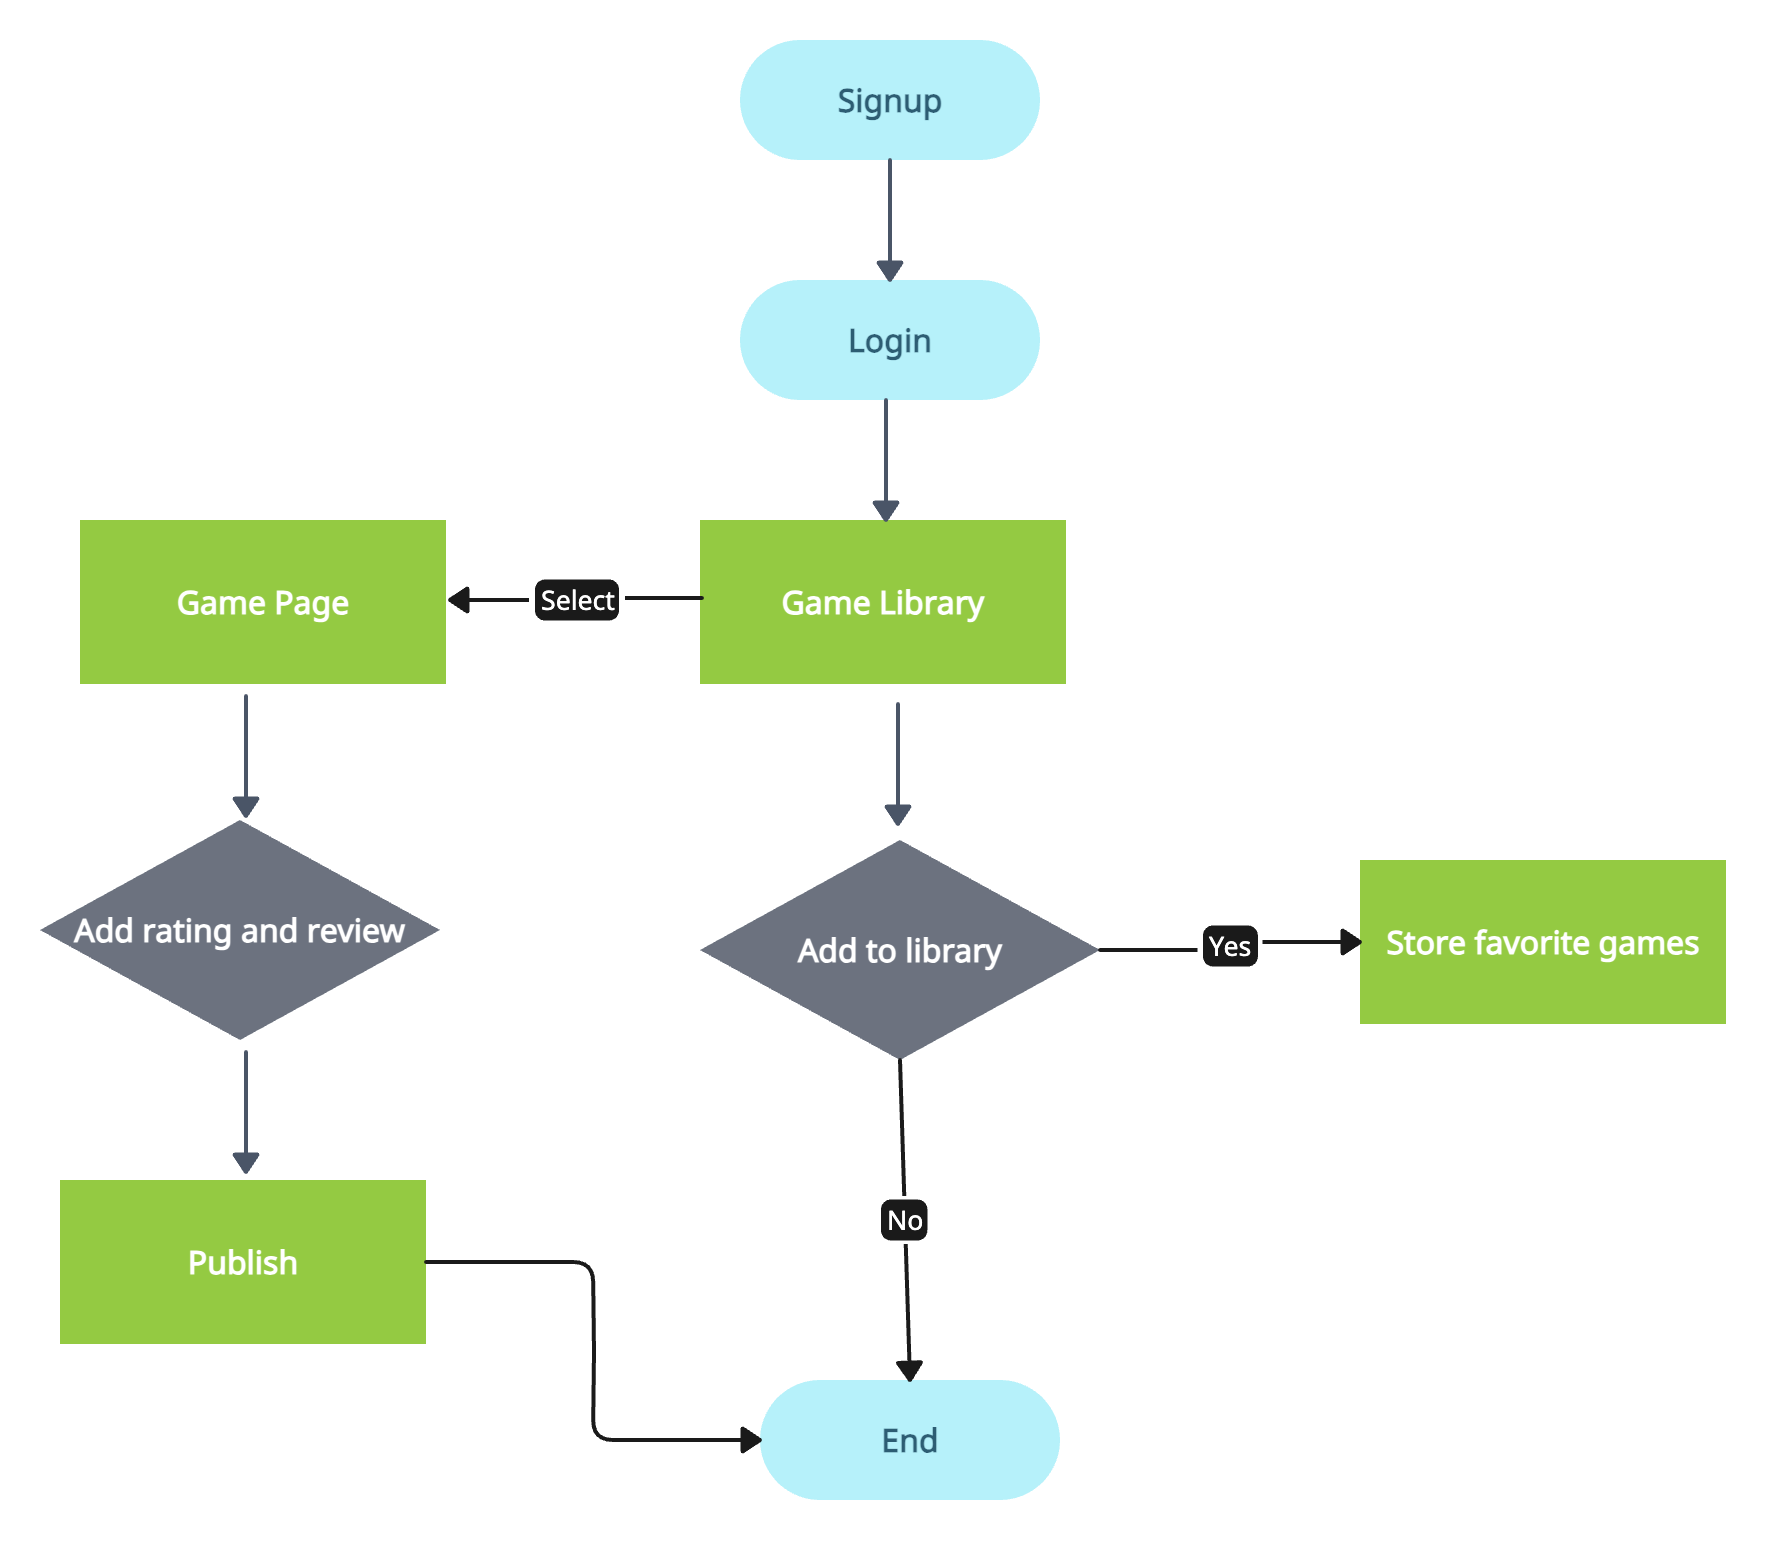 Signup
Login
Game Page
Select
Game Library
Add rating and review
Add to library
Yes
Store favorite games
No
Publish
End